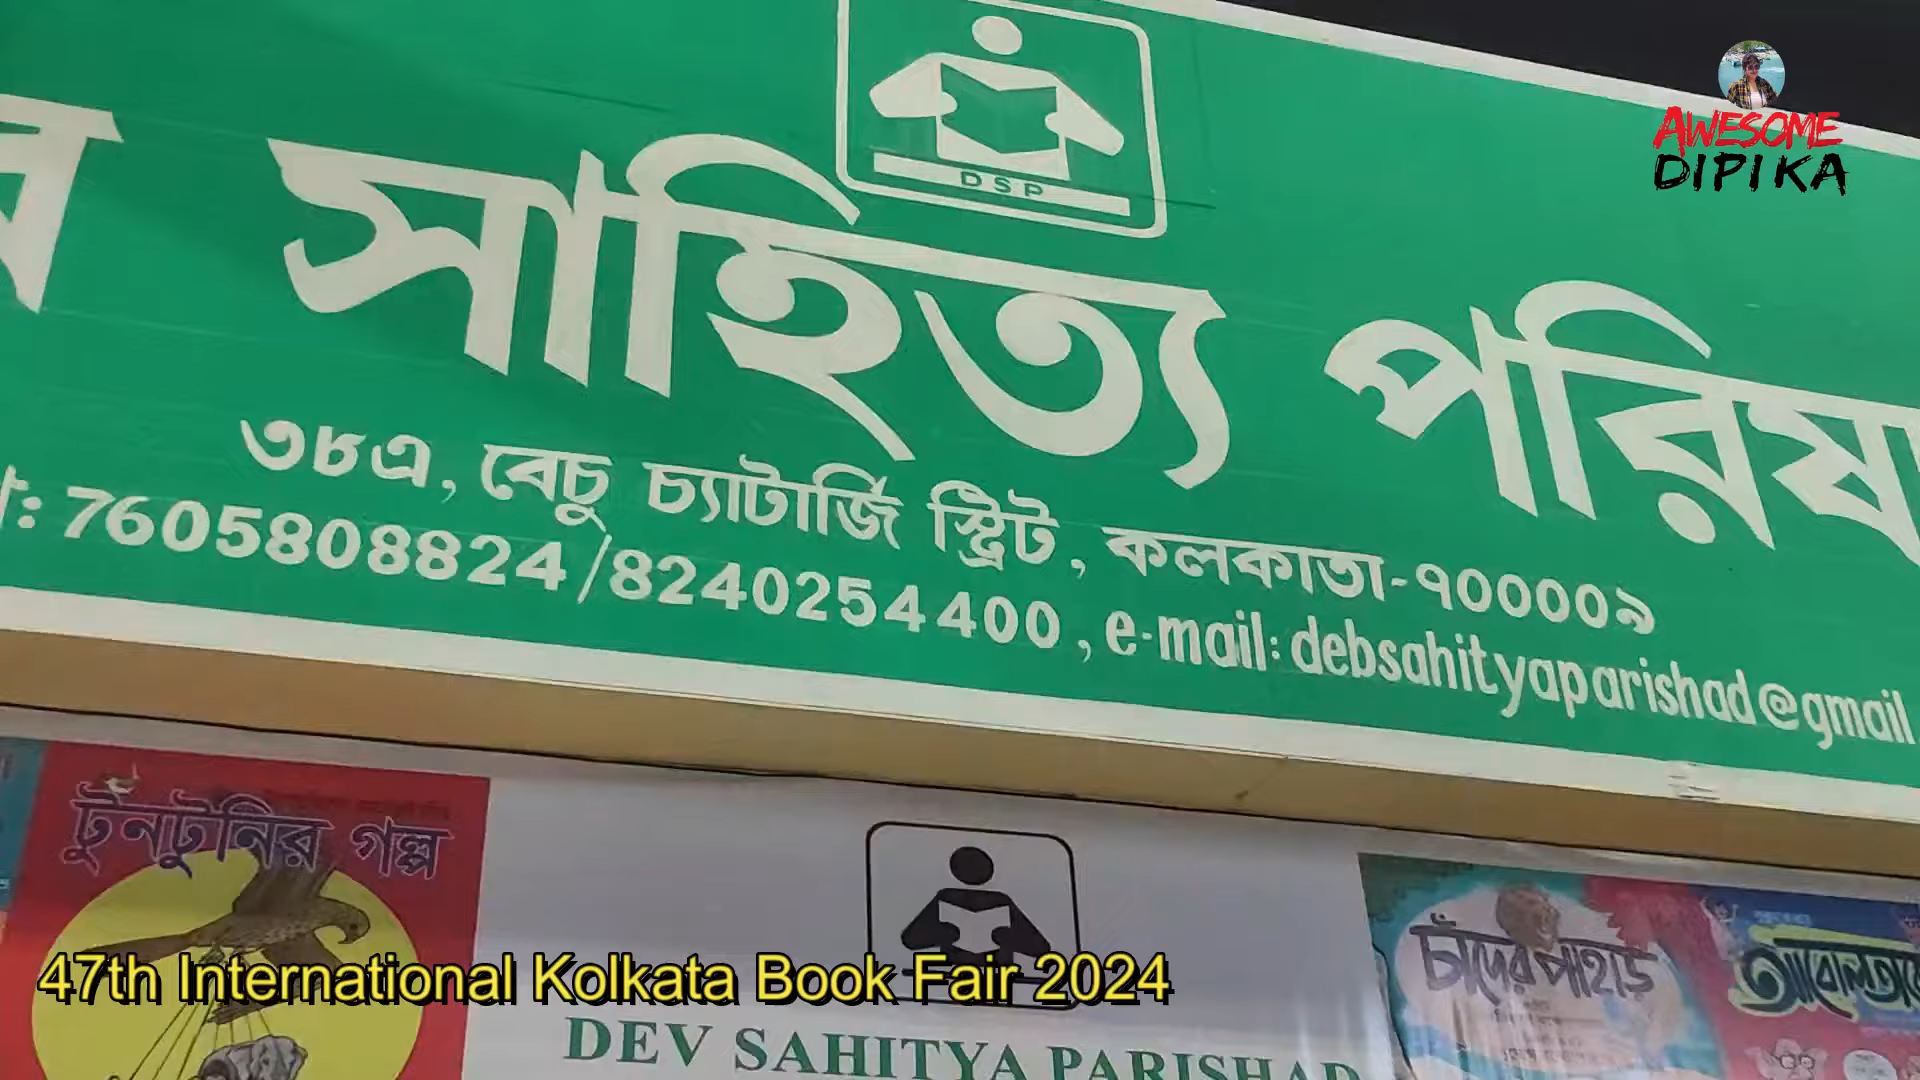 AWESOME
DIPIKA
DSP
সাহিত্য পরিষ
৩৮এ, বেচু চ্যাটার্জি স্ট্রিট, কলকাতা-৭০০০০৯
: 7605808824/8240254400, e-mail: debsahityaparishad@gmail
টুনটুনির গল্প
চাঁদের পাহাড়
47th International Kolkata Book Fair 2024
DEV SAHITYA PARISHAD